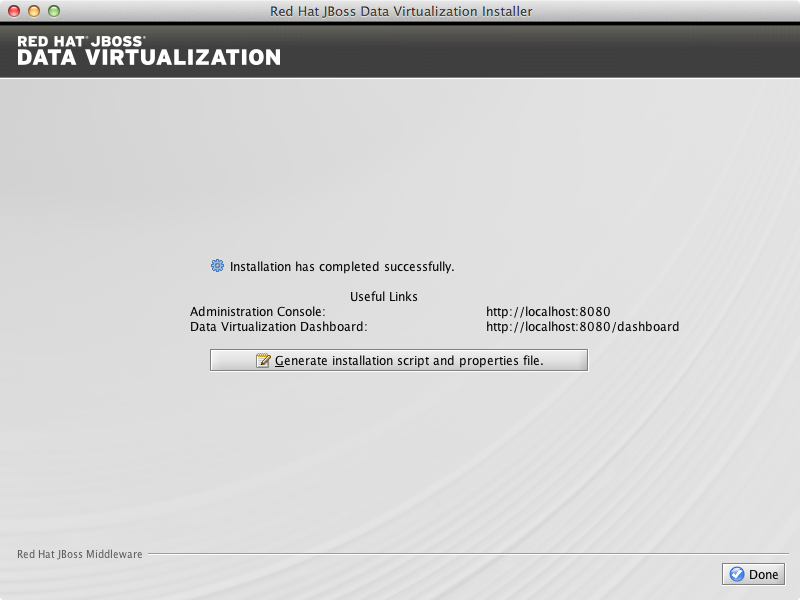 Red Hat JBoss Data Virtualization Installer
RED HAT® JBOSS®
DATA VIRTUALIZATION
Installation has completed successfully.
Useful Links
Administration Console: http://localhost:8080
Data Virtualization Dashboard: http://localhost:8080/dashboard
Generate installation script and properties file.
Red Hat JBoss Middleware
Done